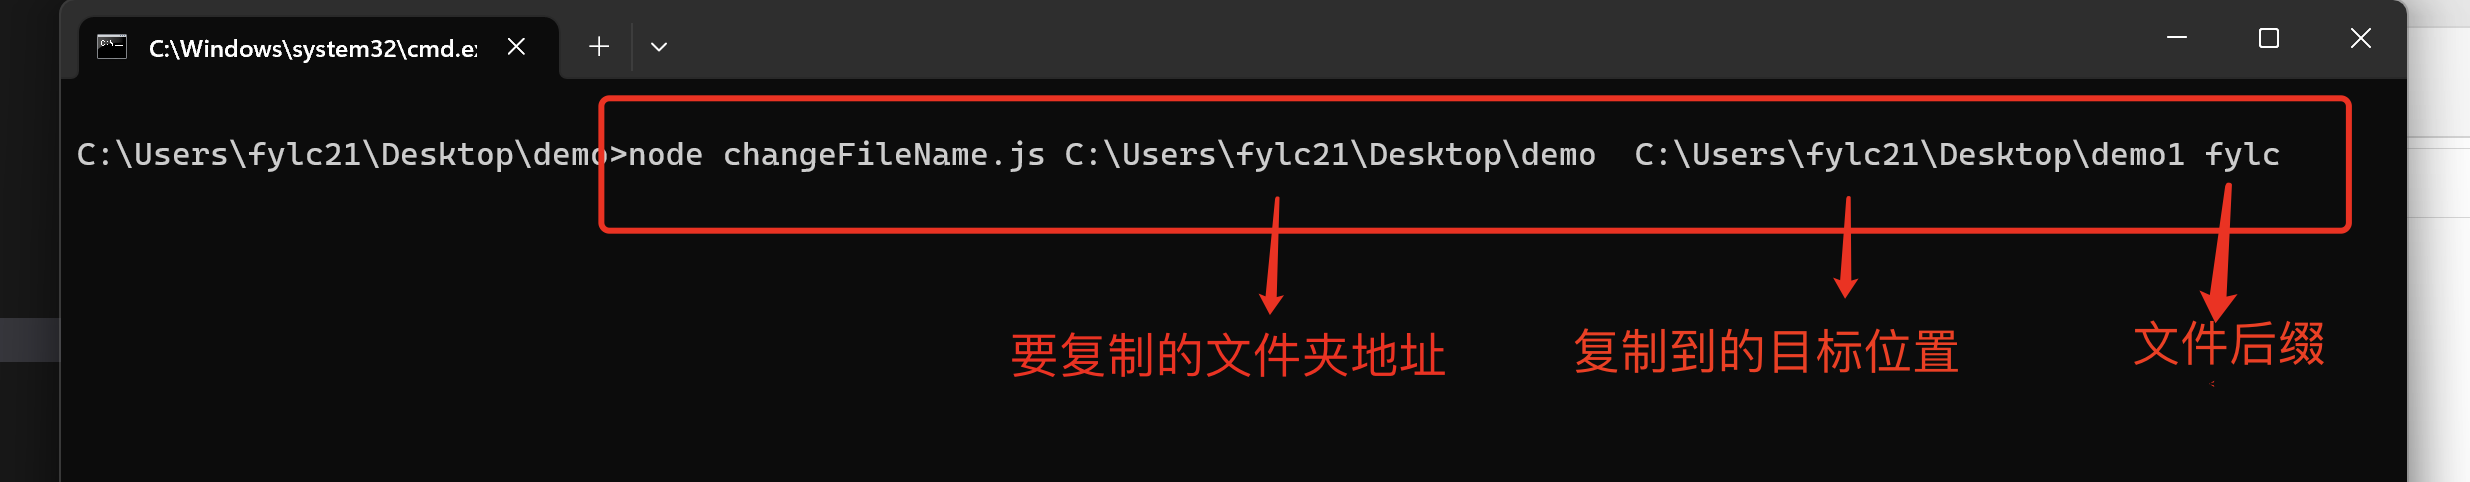 C:\Windows\system32\cmd.e
C:\Users\fylc21\Desktop\demo>node changeFileName.js C:\Users\fylc21\Desktop\demo  C:\Users\fylc21\Desktop\demo1 fylc
要复制的文件夹地址 复制到的目标位置 文件后缀